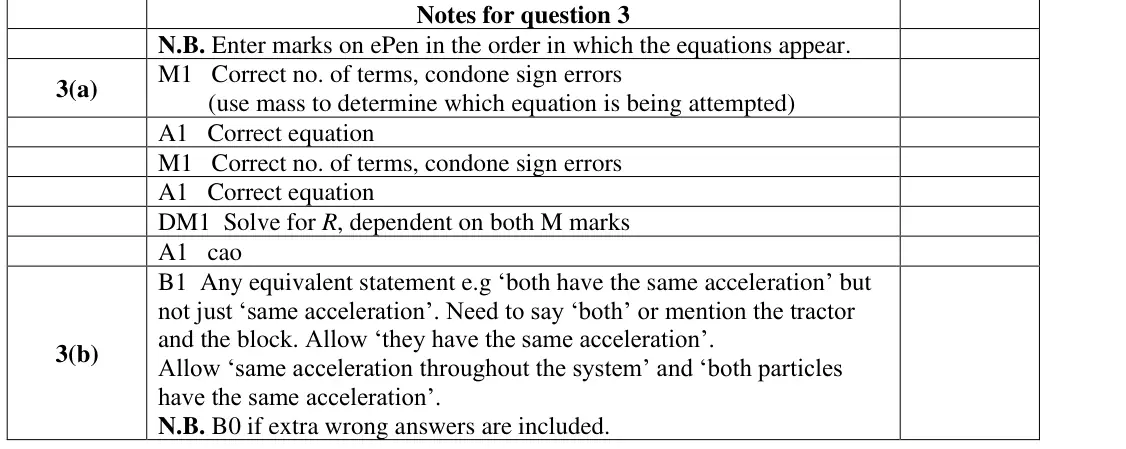 Notes for question 3
N.B. Enter marks on ePen in the order in which the equations appear.
3(a)
M1 Correct no. of terms, condone sign errors
(use mass to determine which equation is being attempted)
A1 Correct equation
M1 Correct no. of terms, condone sign errors
A1 Correct equation
DM1 Solve for R, dependent on both M marks
A1 cao
3(b)
B1 Any equivalent statement e.g ‘both have the same acceleration’ but
not just ‘same acceleration’. Need to say ‘both’ or mention the tractor
and the block. Allow ‘they have the same acceleration’.
Allow ‘same acceleration throughout the system’ and ‘both particles
have the same acceleration’.
N.B. B0 if extra wrong answers are included.